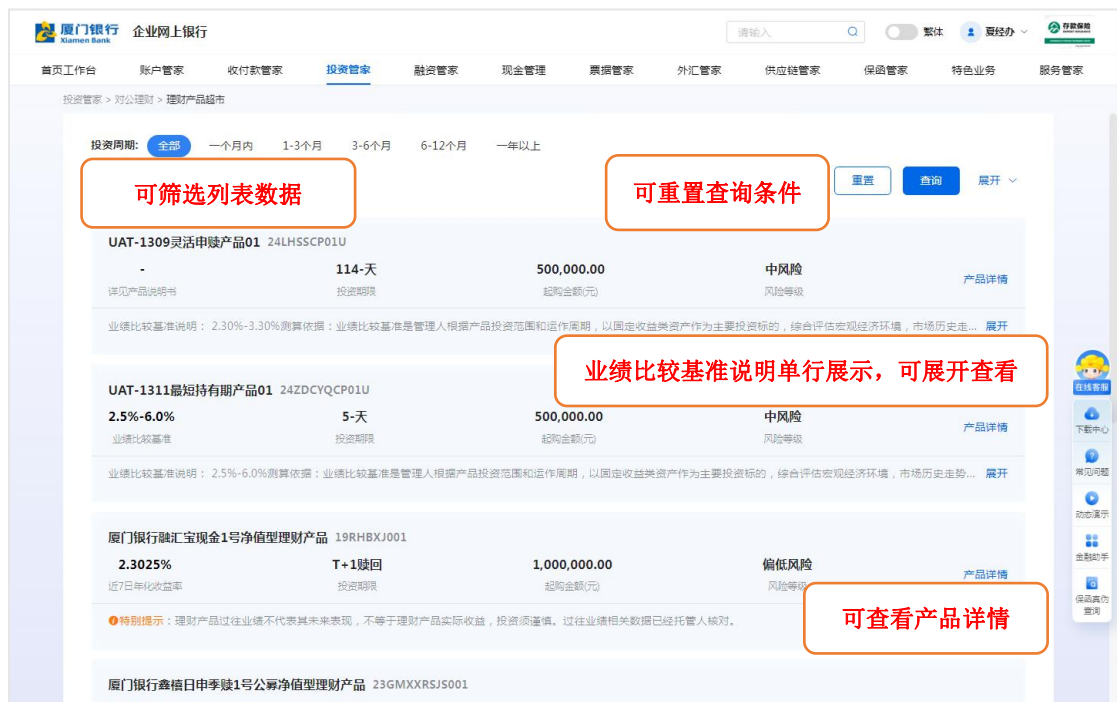 厦门银行 企业网上银行 请输入 繁体 夏经办 存款保险
Xiamen Bank
首页工作台 账户管家 收付款管家 投资管家 融资管家 现金管理 票据管家 外汇管家 供应链管家 保函管家 特色业务 服务管家
投资管家 > 对公理财 > 理财产品超市
投资周期: 全部 一个月内 1-3个月 3-6个月 6-12个月 一年以上
可筛选列表数据 可重置查询条件 重置 查询 展开
UAT-1309灵活申赎产品01 24LHSSCP01U
- 114-天 500,000.00 中风险 产品详情
详见产品说明书 投资期限 起购金额(元) 风险等级
业绩比较基准说明： 2.30%-3.30%测算依据：业绩比较基准是管理人根据产品投资范围和运作周期，以固定收益类资产作为主要投资标的，综合评估宏观经济环境，市场历史走... 展开
业绩比较基准说明单行展示，可展开查看
UAT-1311最短持有期产品01 24ZDCYQCP01U
2.5%-6.0% 5-天 500,000.00 中风险 产品详情
业绩比较基准 投资期限 起购金额(元) 风险等级
业绩比较基准说明： 2.5%-6.0%测算依据：业绩比较基准是管理人根据产品投资范围和运作周期，以固定收益类资产作为主要投资标的，综合评估宏观经济环境，市场历史走势... 展开
厦门银行融汇宝现金1号净值型理财产品 19RHBXJ001
2.3025% T+1赎回 1,000,000.00 偏低风险 产品详情
近7日年化收益率 投资期限 起购金额(元) 风险等级
特别提示：理财产品过往业绩不代表其未来表现，不等于理财产品实际收益，投资须谨慎。过往业绩相关数据已经托管人核对。
可查看产品详情
厦门银行鑫禧日申季赎1号公募净值型理财产品 23GMXXRSJS001
在线客服
下载中心
常见问题
动态演示
金融助手
保函真伪
查询